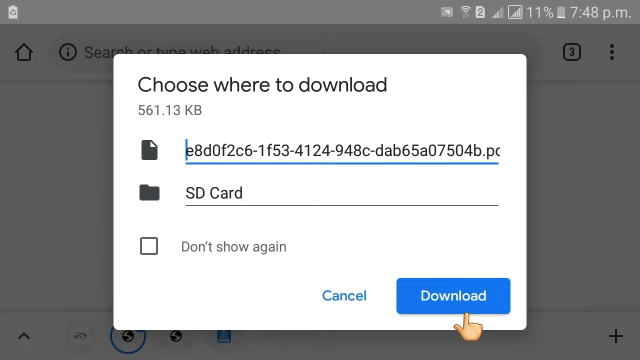 11% 7:48 p.m.
Search or type web address
3
Choose where to download
561.13 KB
e8d0f2c6-1f53-4124-948c-dab65a07504b.pd
SD Card
Don't show again
Cancel
Download